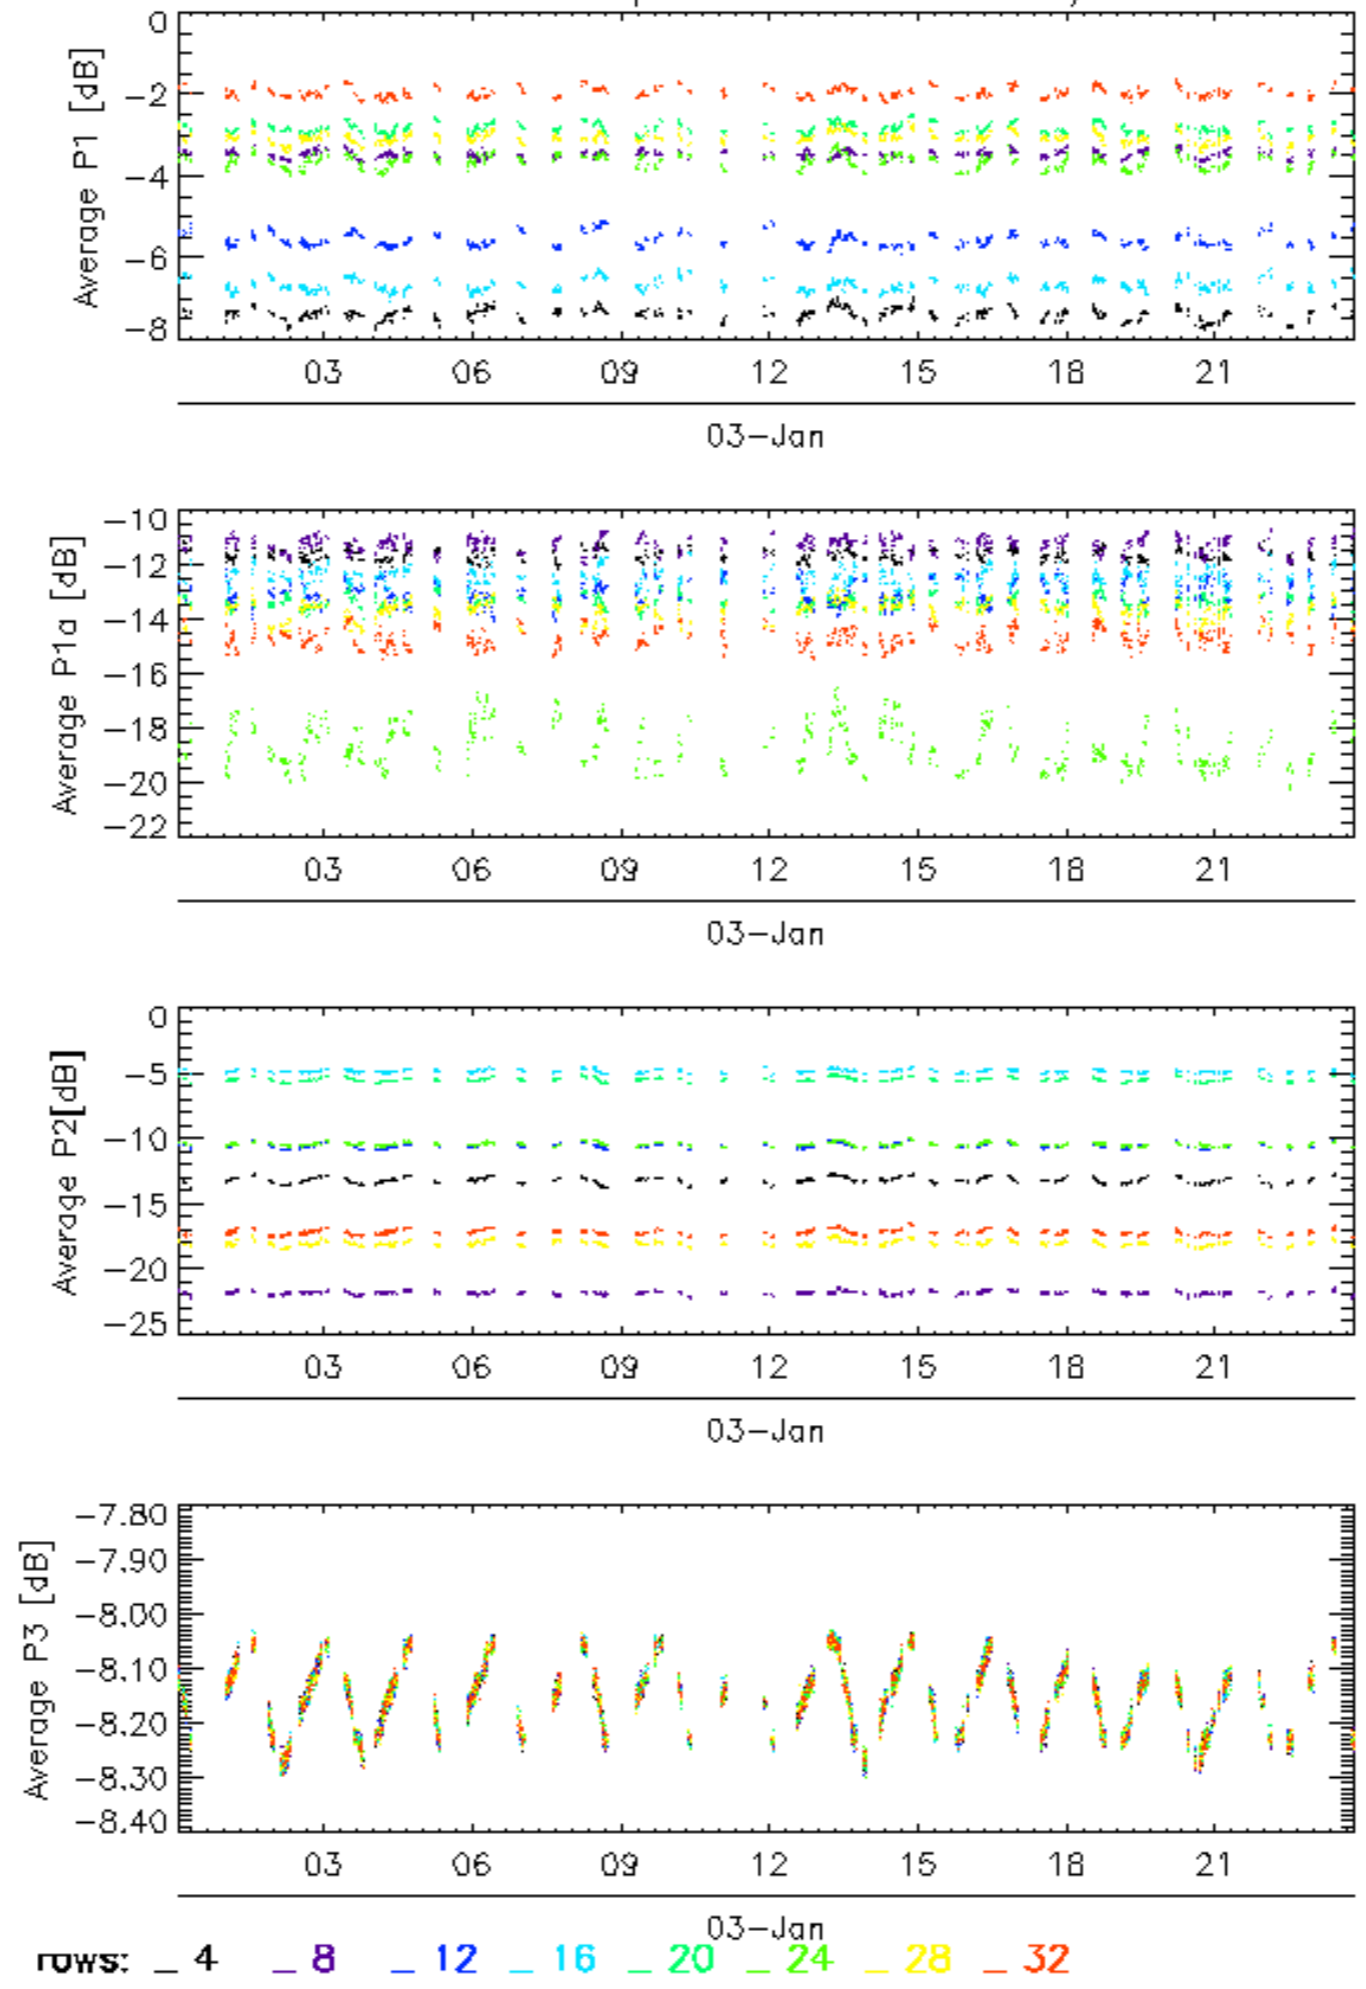 Average P1 [dB]
0
-2
-4
-6
-8
03 06 09 12 15 18 21
03-Jan
Average P1a [dB]
-10
-12
-14
-16
-18
-20
-22
03 06 09 12 15 18 21
03-Jan
Average P2[dB]
0
-5
-10
-15
-20
-25
03 06 09 12 15 18 21
03-Jan
Average P3 [dB]
-7.80
-7.90
-8.00
-8.10
-8.20
-8.30
-8.40
03 06 09 12 15 18 21
03-Jan
rows: _ 4 _ 8 _ 12 _ 16 _ 20 _ 24 _ 28 _ 32